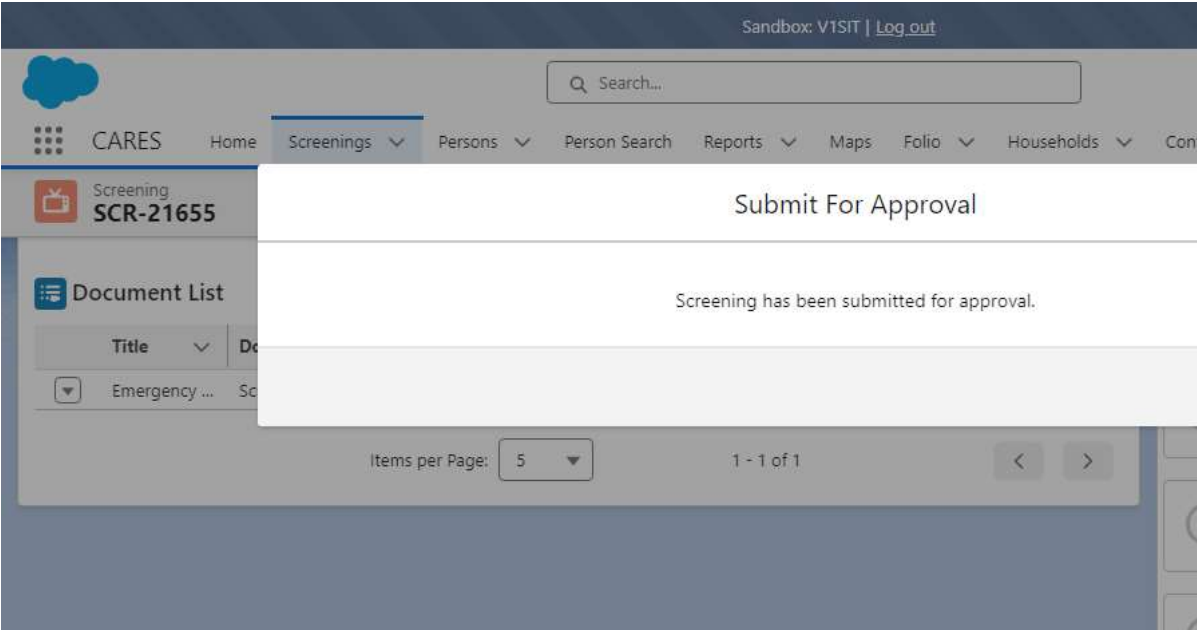 Sandbox: V1SIT | Log out
Search...
CARES Home Screenings Persons Person Search Reports Maps Folio Households
Screening
SCR-21655
Submit For Approval
Screening has been submitted for approval.
Document List
Title
Emergency ...
Items per Page: 5 1 - 1 of 1